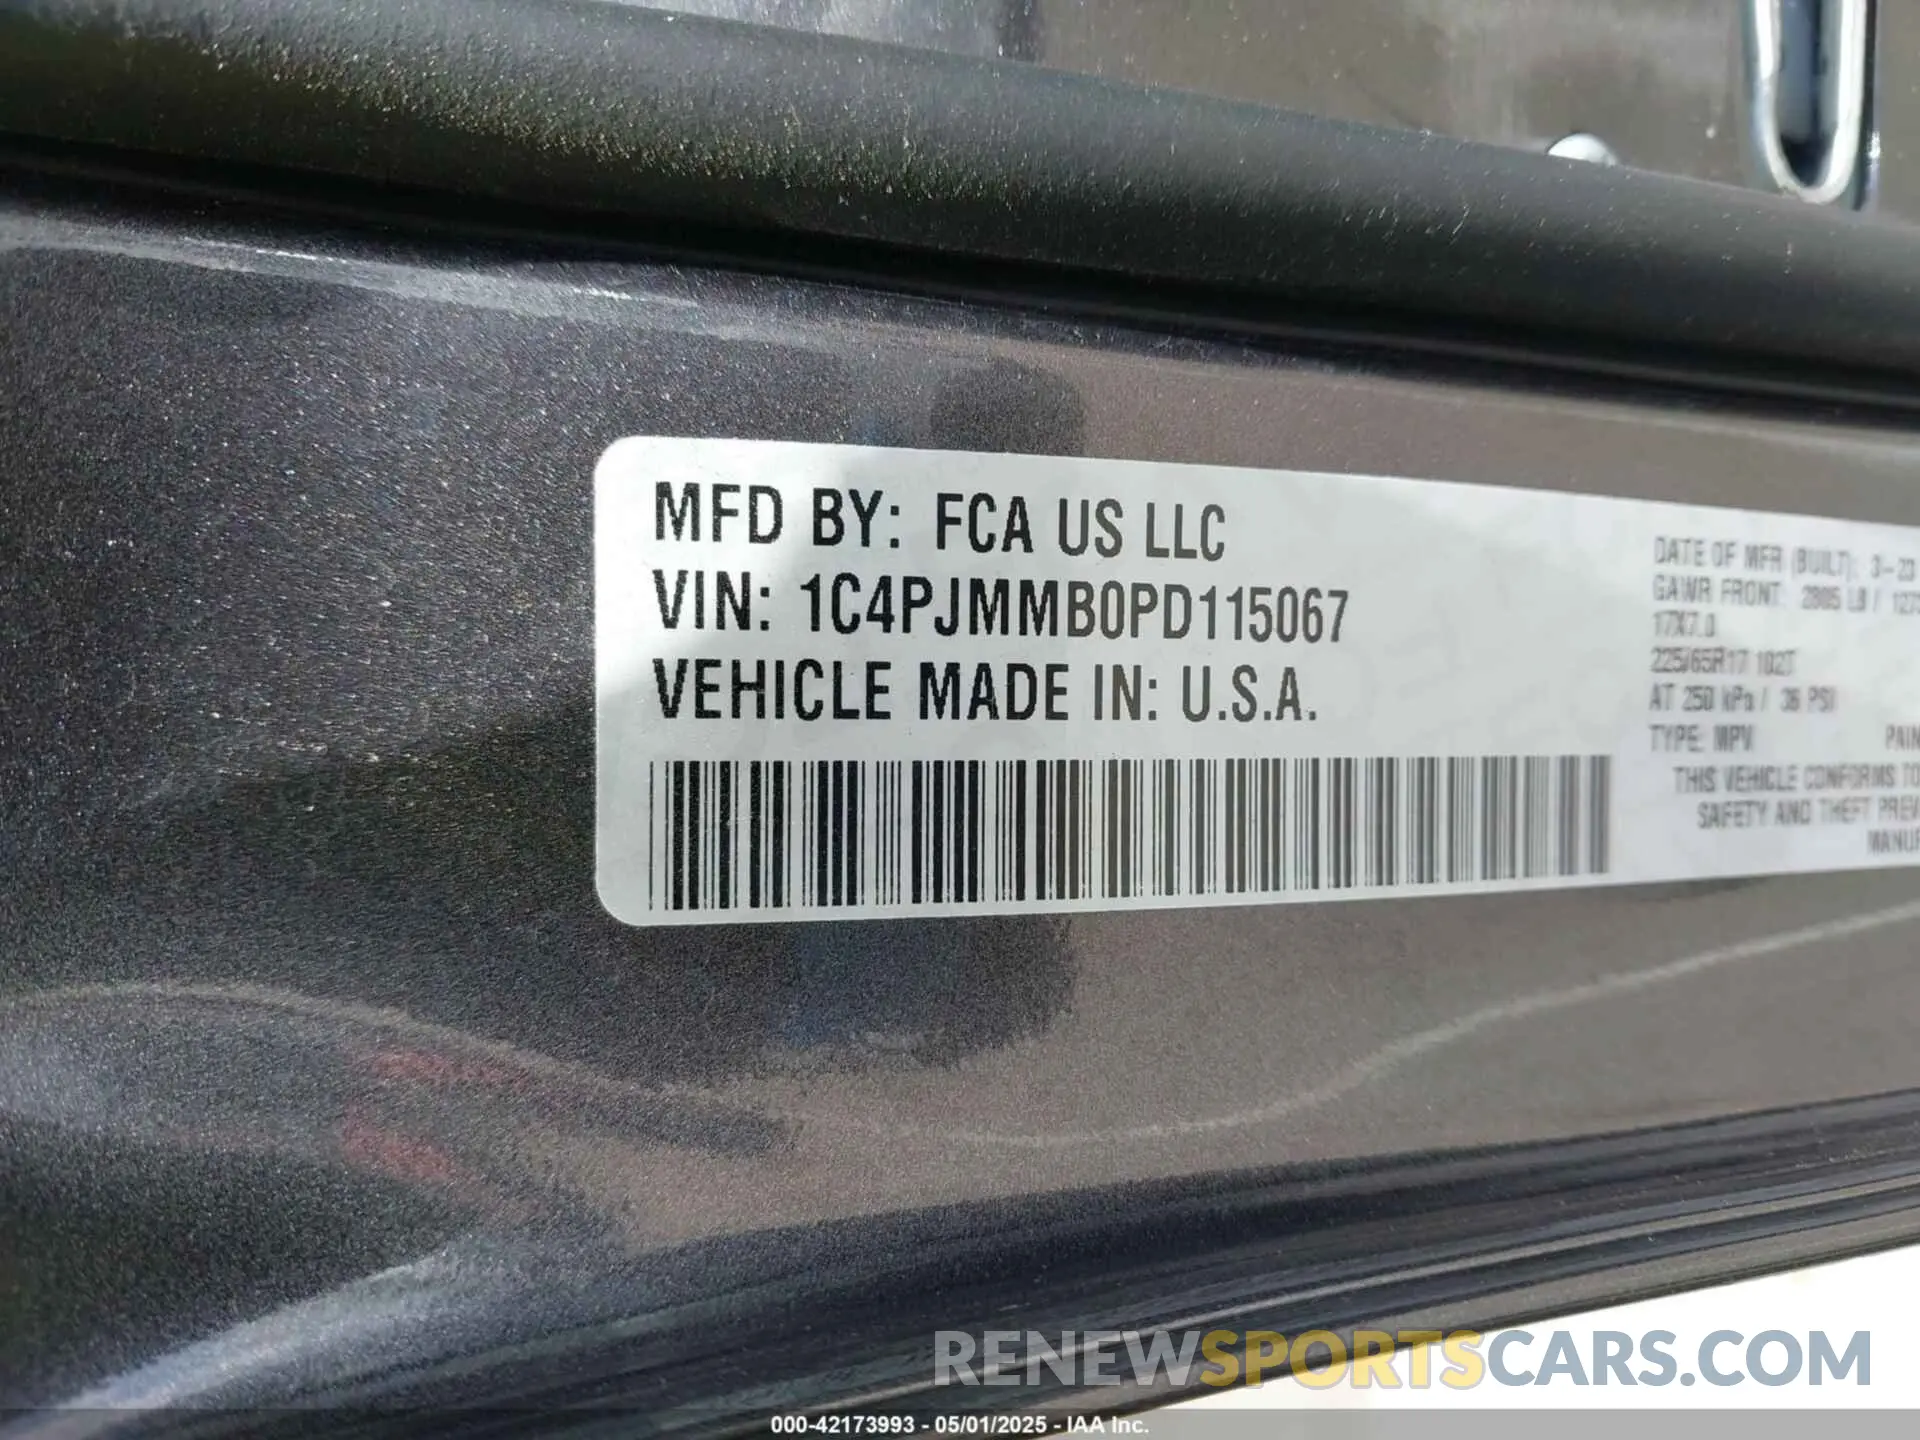 MFD BY: FCA US LLC
VIN: 1C4PJMMB0PD115067
VEHICLE MADE IN: U.S.A.
DATE OF MFR (BUILT): 3-23
GAWR FRONT: 2805 LB /
17X7.0
225/65R17 102T
AT 250 kPa / 36 PSI
TYPE: MPV
THIS VEHICLE CONFORMS TO
SAFETY AND THEFT
RENEWSPORTSCARS.COM
000-42173993 - 05/01/2025 - IAA Inc.